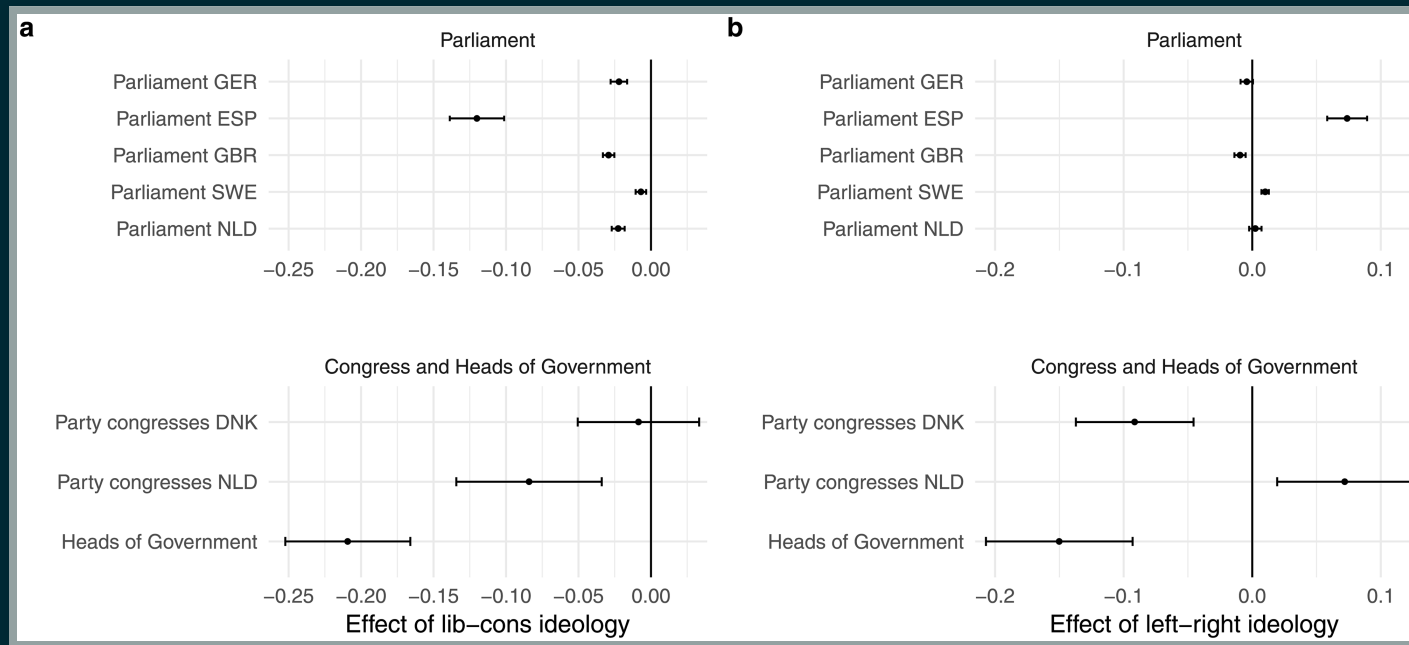 a
Parliament
Parliament GER
Parliament ESP
Parliament GBR
Parliament SWE
Parliament NLD
−0.25 −0.20 −0.15 −0.10 −0.05 0.00
Congress and Heads of Government
Party congresses DNK
Party congresses NLD
Heads of Government
−0.25 −0.20 −0.15 −0.10 −0.05 0.00
Effect of lib−cons ideology
b
Parliament
Parliament GER
Parliament ESP
Parliament GBR
Parliament SWE
Parliament NLD
−0.2 −0.1 0.0 0.1
Congress and Heads of Government
Party congresses DNK
Party congresses NLD
Heads of Government
−0.2 −0.1 0.0 0.1
Effect of left−right ideology